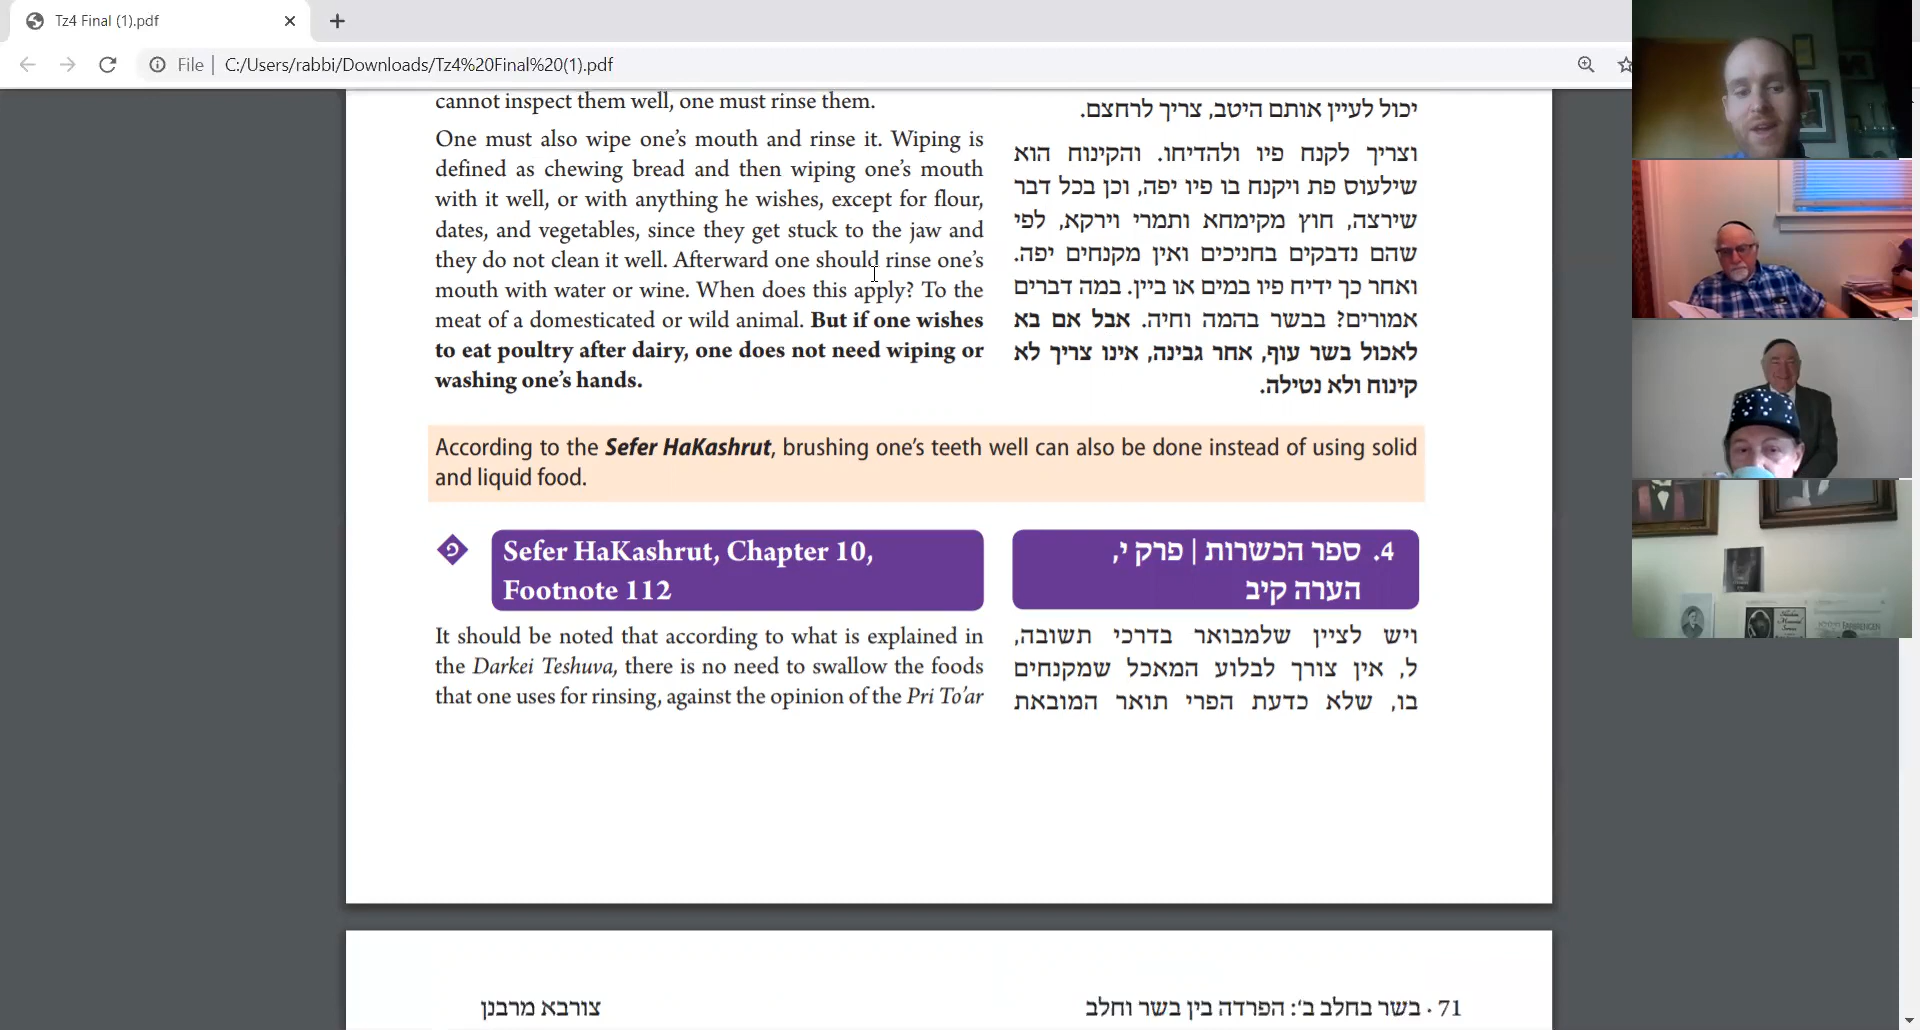 Tz4 Final (1).pdf
File | C:/Users/rabbi/Downloads/Tz4%20Final%20(1).pdf
cannot inspect them well, one must rinse them.
One must also wipe one's mouth and rinse it. Wiping is
defined as chewing bread and then wiping one's mouth
with it well, or with anything he wishes, except for flour,
dates, and vegetables, since they get stuck to the jaw and
they do not clean it well. Afterward one should rinse one's
mouth with water or wine. When does this apply? To the
meat of a domesticated or wild animal. But if one wishes
to eat poultry after dairy, one does not need wiping or
washing one's hands.
יכול לעיין אותם היטב, צריך לרחצם.
וצריך לקנח פיו ולהדיחו. והקינוח הוא
שילעוס פת ויקנח בו פיו יפה, וכן בכל דבר
שירצה, חוץ מקימחא ותמרי וירקא, לפי
שהם נדבקים בחניכים ואין מקנחים יפה.
ואחר כך ידיח פיו במים או ביין. במה דברים
אמורים? בבשר בהמה וחיה. אבל אם בא
לאכול בשר עוף, אחר גבינה, אינו צריך לא
קינוח ולא נטילה.
According to the Sefer HaKashrut, brushing one's teeth well can also be done instead of using solid
and liquid food.
Sefer HaKashrut, Chapter 10,
Footnote 112
4. ספר הכשרות | פרק י,
הערה קיב
It should be noted that according to what is explained in
the Darkei Teshuva, there is no need to swallow the foods
that one uses for rinsing, against the opinion of the Pri To'ar
ויש לציין שלמבואר בדרכי תשובה,
ל, אין צורך לבלוע המאכל שמקנחים
בו, שלא כדעת הפרי תואר המובאת
71 · בשר בחלב ב': הפרדה בין בשר וחלב
צורבא מרבנן